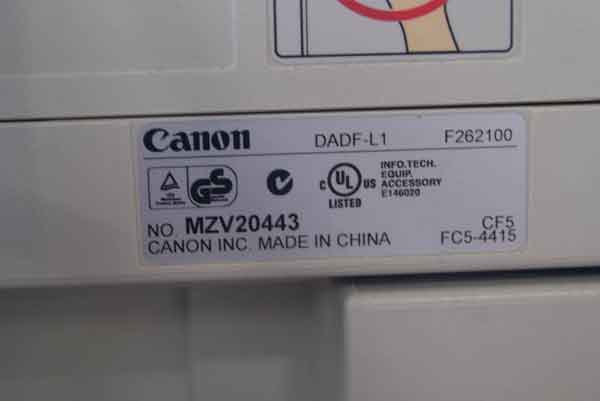 Canon DADF-L1 F262100
GS
c UL US
LISTED
INFO.TECH.
EQUIP.
ACCESSORY
E146020
NO. MZV20443
CANON INC. MADE IN CHINA
CF5
FC5-4415